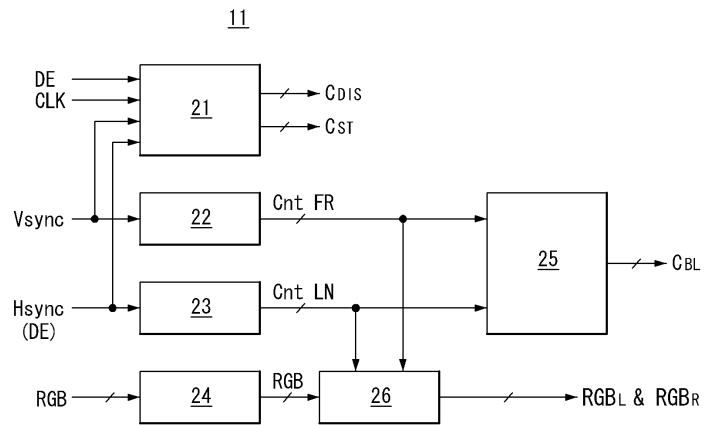 11
DE
CLK
21
CDIS
CST
Vsync
22
Cnt FR
25
CBL
Hsync
(DE)
23
Cnt LN
RGB
24
RGB
26
RGBL & RGBR